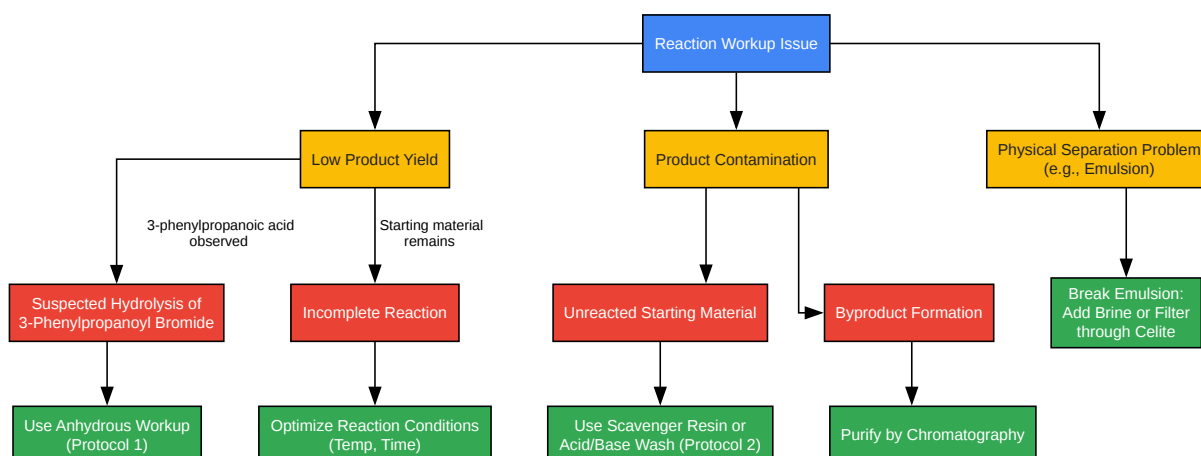 Reaction Workup Issue
Low Product Yield
Product Contamination
Physical Separation Problem
(e.g., Emulsion)
3-phenylpropanoic acid
observed
Starting material
remains
Suspected Hydrolysis of
3-Phenylpropanoyl Bromide
Incomplete Reaction
Unreacted Starting Material
Byproduct Formation
Break Emulsion:
Add Brine or Filter
through Celite
Use Anhydrous Workup
(Protocol 1)
Optimize Reaction Conditions
(Temp, Time)
Use Scavenger Resin or
Acid/Base Wash (Protocol 2)
Purify by Chromatography